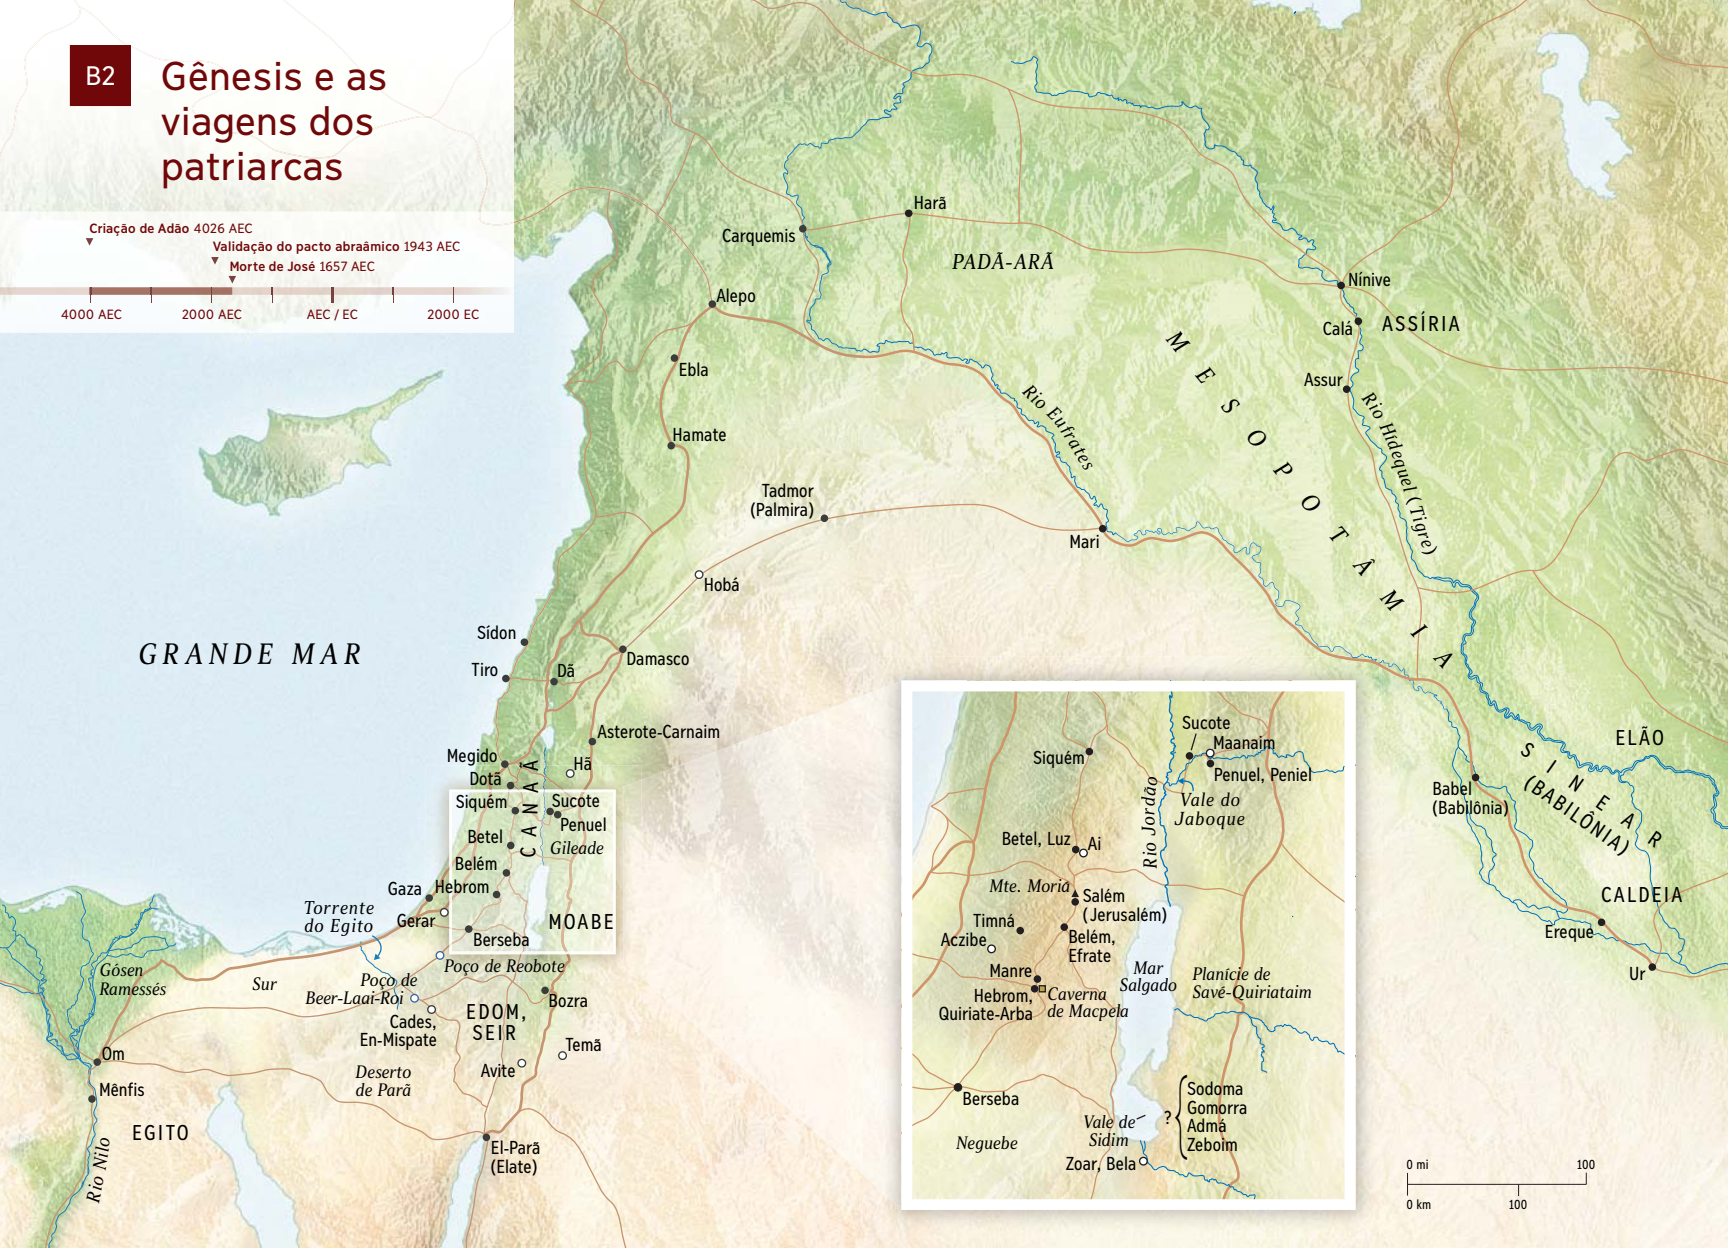 B2
Gênesis e as
viagens dos
patriarcas
Criação de Adão 4026 AEC
Validação do pacto abraâmico 1943 AEC
Morte de José 1657 AEC
4000 AEC
2000 AEC
AEC / EC
2000 EC
Harã
Carquemis
PADÃ-ARÃ
Nínive
Alepo
Calá
ASSÍRIA
Ebla
Assur
MESOPOTÂMIA
Rio Eufrates
Rio Hídequel (Tigre)
Hamate
Tadmor
(Palmira)
Mari
Hobá
GRANDE MAR
Sídon
Tiro
Dã
Damasco
Asterote-Carnaim
Megido
Hã
Dotã
CANAÃ
Siquém
Sucote
Penuel
Betel
Gileade
Belém
Gaza
Hebrom
Gerar
MOABE
Berseba
Torrente
do Egito
Poço de Reobote
Gósen
Ramessés
Sur
Poço de
Beer-Laai-Roi
Bozra
Cades,
En-Mispate
EDOM,
SEIR
Temã
Om
Avite
Deserto
de Parã
Mênfis
EGITO
Rio Nilo
El-Parã
(Elate)
ELÃO
SINEAR
(BABILÔNIA)
Babel
(Babilônia)
CALDEIA
Ereque
Ur
Sucote
Siquém
Maanaim
Penuel, Peniel
Rio Jordão
Vale do
Jaboque
Betel, Luz
Ai
Mte. Moriá
Salém
(Jerusalém)
Timná
Aczibe
Belém,
Efrate
Manre
Mar
Salgado
Planície de
Savé-Quiriataim
Hebrom,
Quiriate-Arba
Caverna
de Macpela
Berseba
Sodoma
Gomorra
Admá
Zeboim
?
Vale de
Sidim
Neguebe
Zoar, Bela
0 mi
100
0 km
100